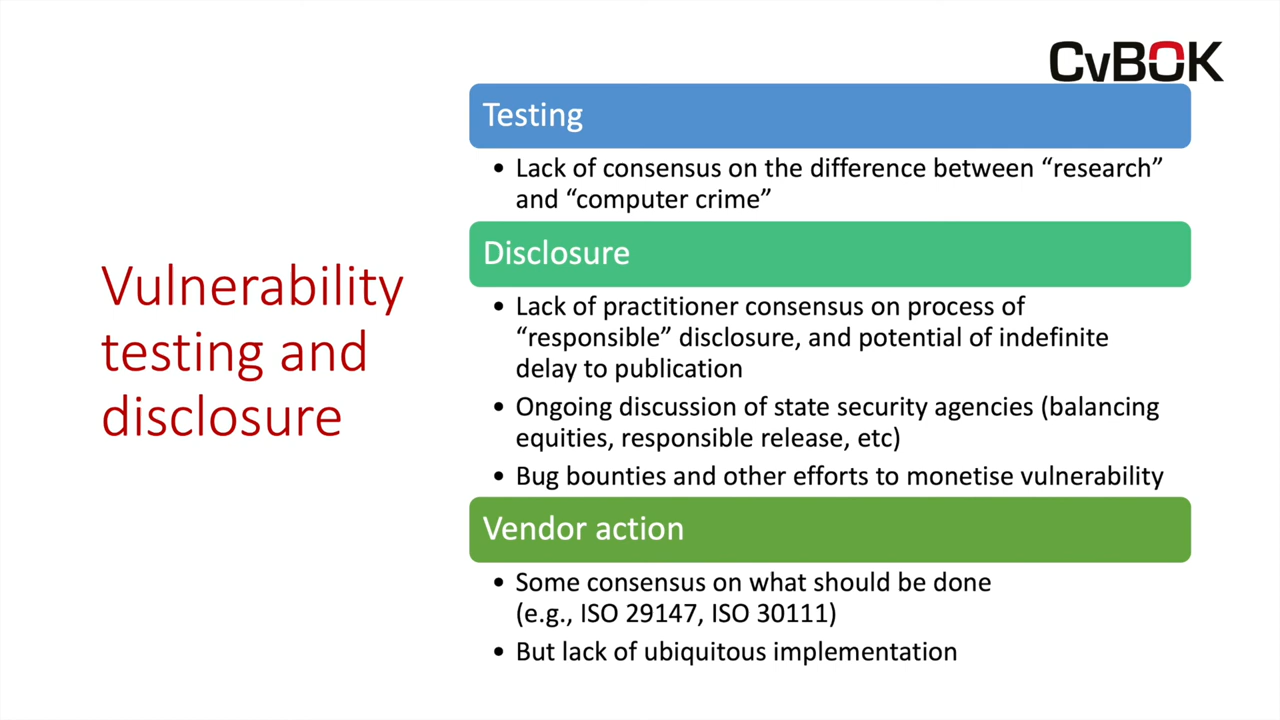 CyBOK
Vulnerability
testing and
disclosure
Testing
• Lack of consensus on the difference between “research”
and “computer crime”
Disclosure
• Lack of practitioner consensus on process of
“responsible” disclosure, and potential of indefinite
delay to publication
• Ongoing discussion of state security agencies (balancing
equities, responsible release, etc)
• Bug bounties and other efforts to monetise vulnerability
Vendor action
• Some consensus on what should be done
(e.g., ISO 29147, ISO 30111)
• But lack of ubiquitous implementation